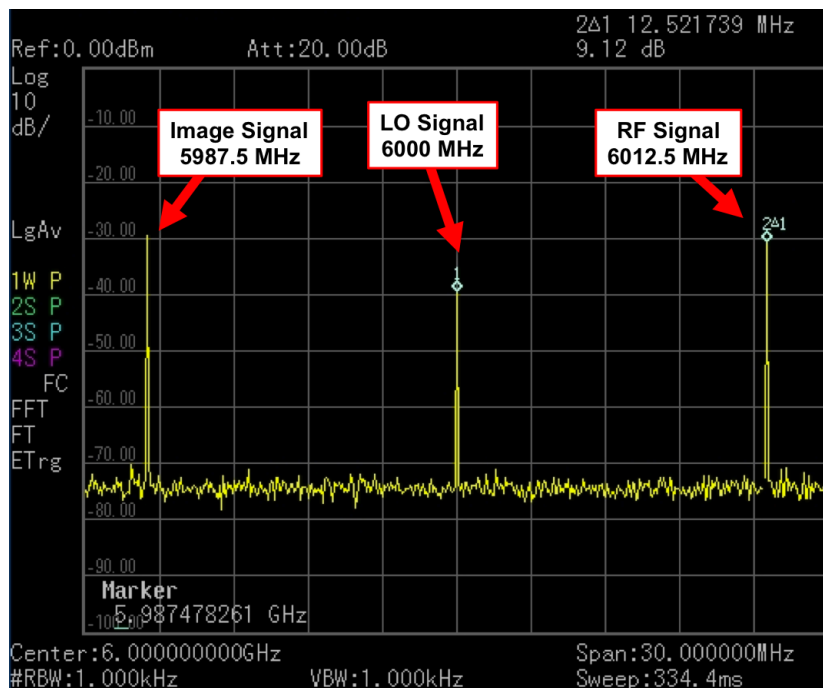 2Δ1 12.521739 MHz
Ref:0.00dBm Att:20.00dB 9.12 dB
Log
10
dB/
-10.00
Image Signal
5987.5 MHz
LO Signal
6000 MHz
RF Signal
6012.5 MHz
-20.00
LgAv
-30.00
2Δ1
1W P
-40.00
1
2S P
3S P
-50.00
4S P
FC
-60.00
FFT
FT
-70.00
ETrg
-80.00
-90.00
Marker
5.987478261 GHz
-100.00
Center:6.000000000GHz Span:30.000000MHz
#RBW:1.000kHz VBW:1.000kHz Sweep:334.4ms